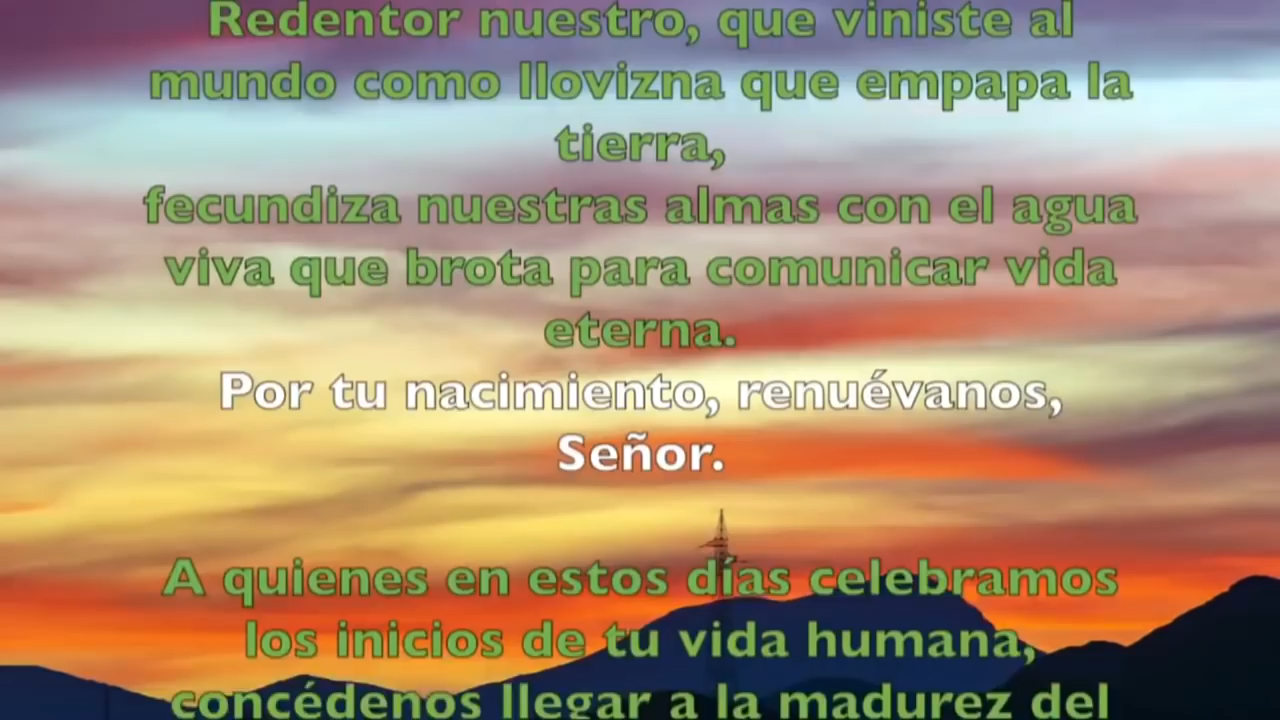 Redentor nuestro, que viniste al
mundo como llovizna que empapa la
tierra,
fecundiza nuestras almas con el agua
viva que brota para comunicar vida
eterna.
Por tu nacimiento, renuévanos,
Señor.
A quienes en estos días celebramos
los inicios de tu vida humana,
concédenos llegar a la madurez del